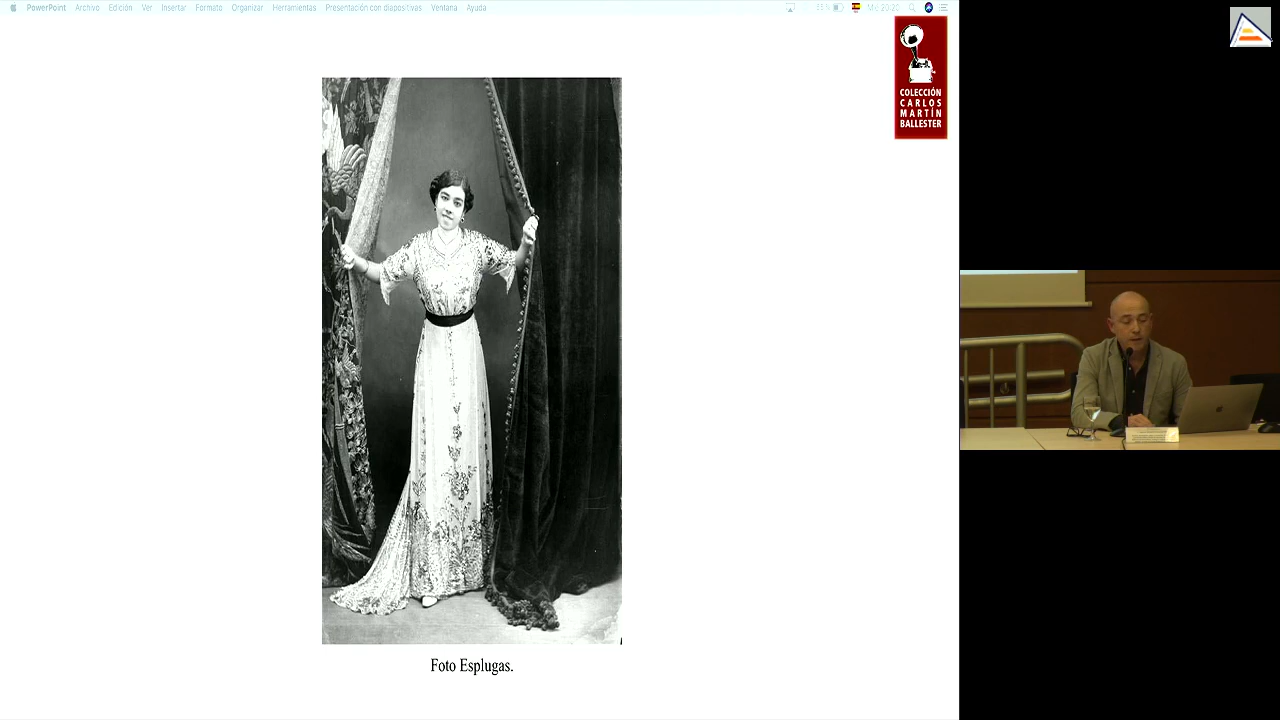 PowerPoint Archivo Edición Ver Insertar Formato Organizar Herramientas Presentación con diapositivas Ventana Ayuda
COLECCIÓN
CARLOS
MARTÍN
BALLESTER
Foto Esplugas.